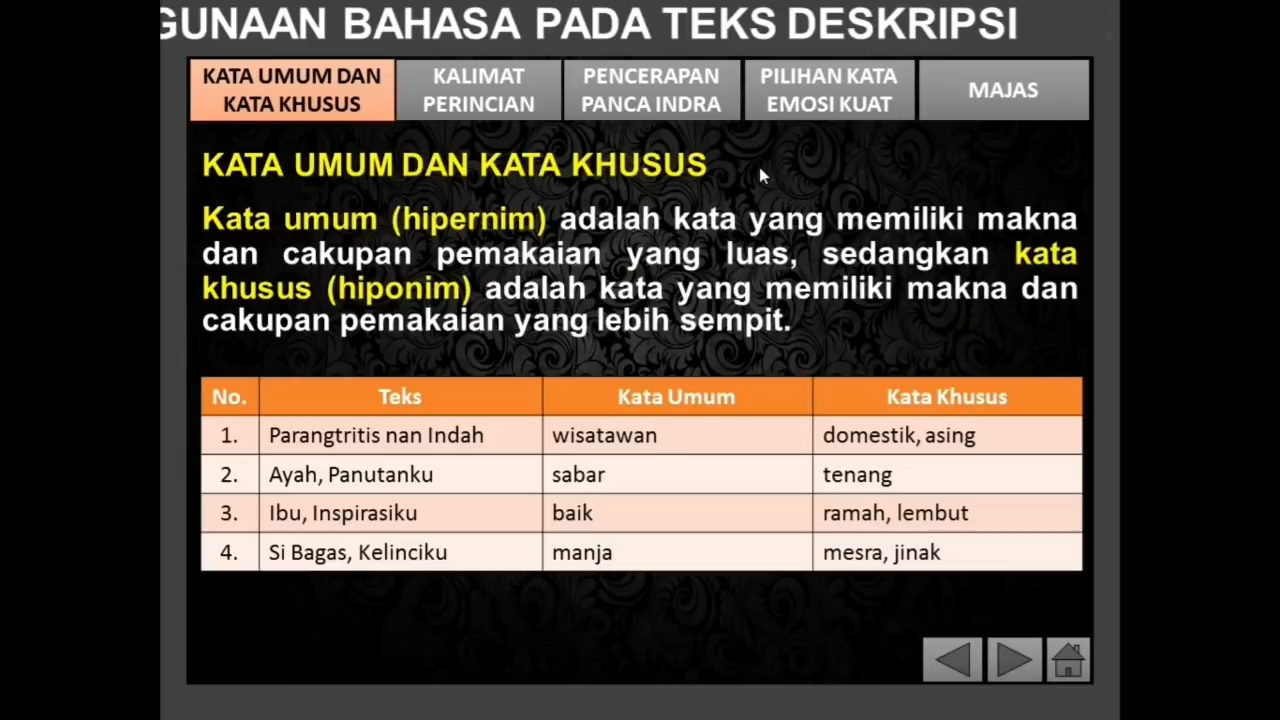 GUNAAN BAHASA PADA TEKS DESKRIPSI
KATA UMUM DAN
KATA KHUSUS
KALIMAT
PERINCIAN
PENCERAPAN
PANCA INDRA
PILIHAN KATA
EMOSI KUAT
MAJAS
KATA UMUM DAN KATA KHUSUS
Kata umum (hipernim) adalah kata yang memiliki makna
dan cakupan pemakaian yang luas, sedangkan kata
khusus (hiponim) adalah kata yang memiliki makna dan
cakupan pemakaian yang lebih sempit.
No. Teks Kata Umum Kata Khusus
1. Parangtritis nan Indah wisatawan domestik, asing
2. Ayah, Panutanku sabar tenang
3. Ibu, Inspirasiku baik ramah, lembut
4. Si Bagas, Kelinciku manja mesra, jinak